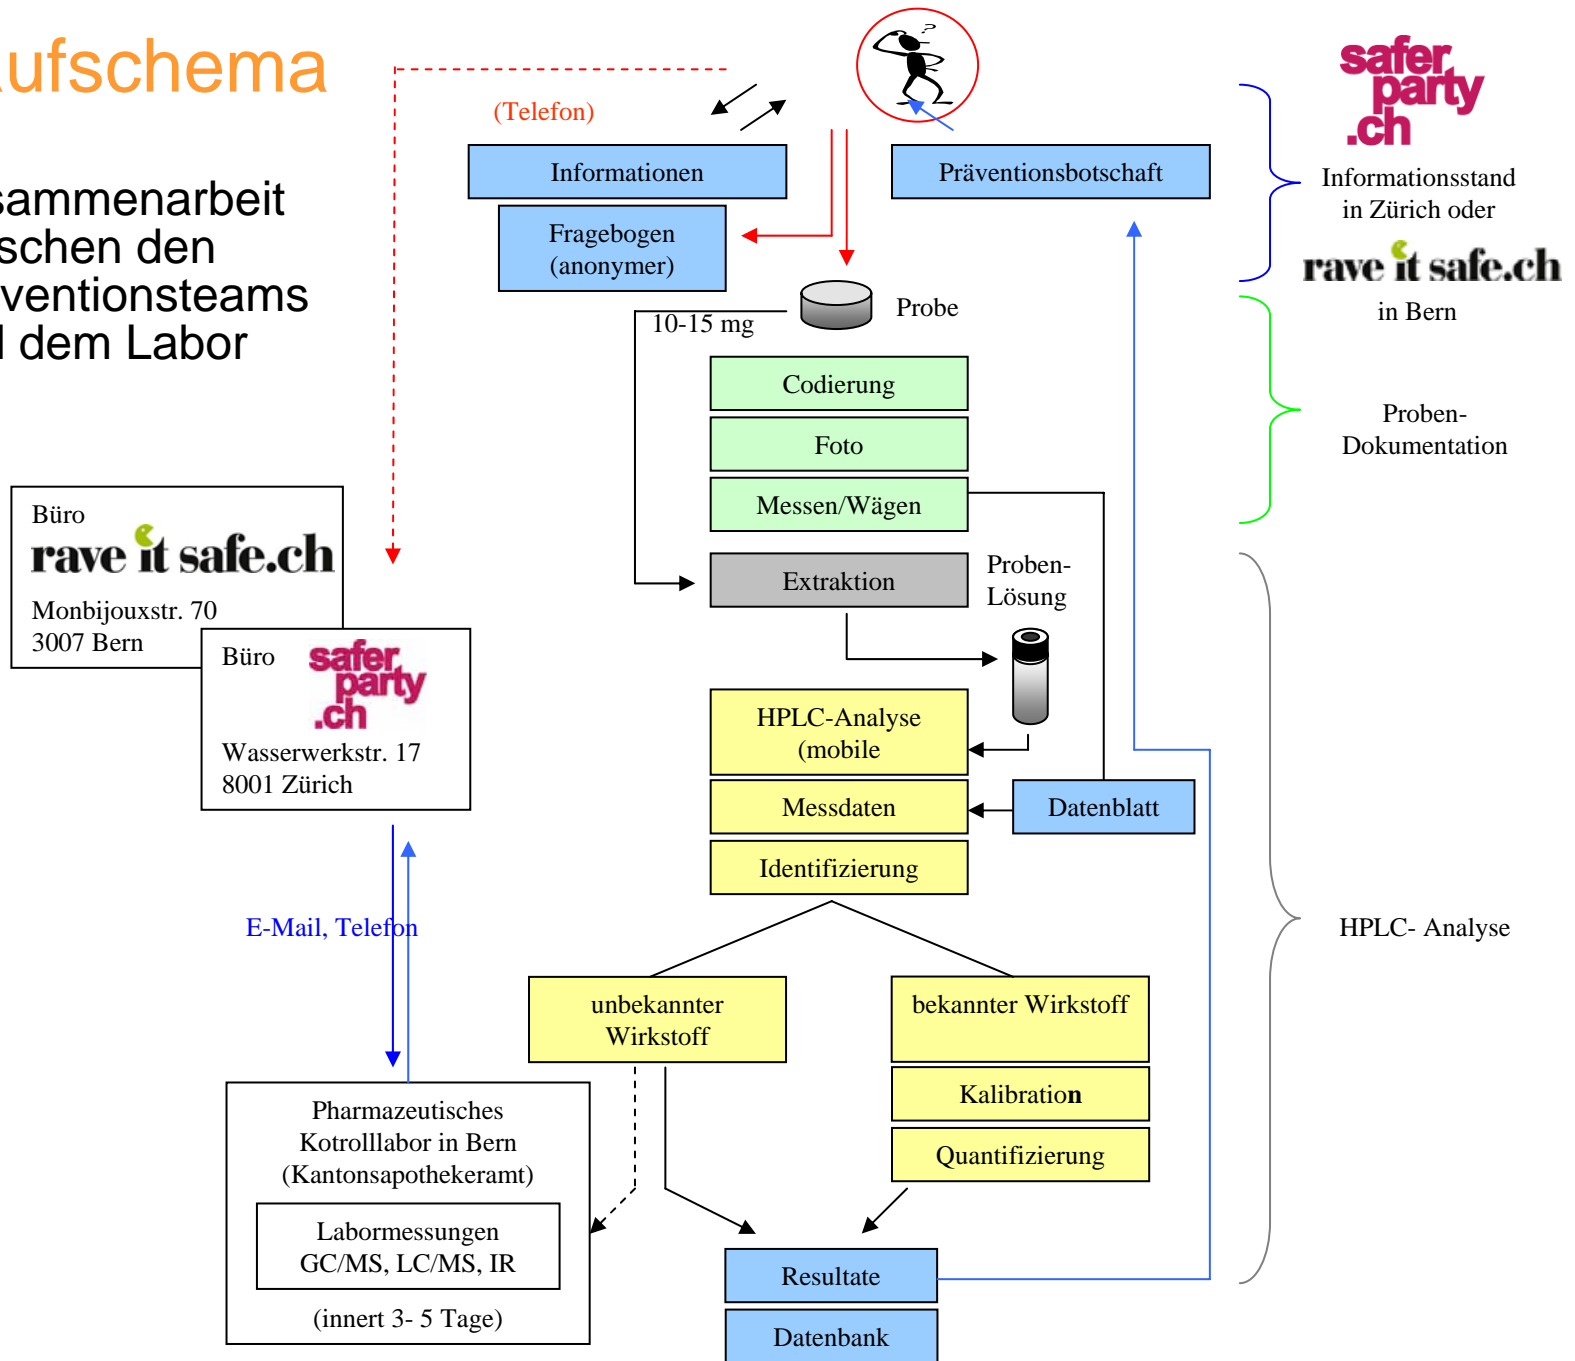 ufschema
sammenarbeit
schen den
ventionsteams
dem Labor
(Telefon)
?
Informationen
Präventionsbotschaft
Fragebogen
(anonymer)
10-15 mg
Probe
safer
party
.ch
Informationsstand
in Zürich oder
rave it safe.ch
in Bern
Codierung
Foto
Messen/Wägen
Proben-
Dokumentation
Extraktion
Proben-
Lösung
Büro
rave it safe.ch
Monbijouxstr. 70
3007 Bern
Büro
safer
party
.ch
Wasserwerkstr. 17
8001 Zürich
HPLC-Analyse
(mobile
Messdaten
Datenblatt
Identifizierung
E-Mail, Telefon
HPLC- Analyse
unbekannter
Wirkstoff
bekannter Wirkstoff
Kalibration
Quantifizierung
Pharmazeutisches
Kotrolllabor in Bern
(Kantonsapothekeramt)
Labormessungen
GC/MS, LC/MS, IR
(innert 3- 5 Tage)
Resultate
Datenbank